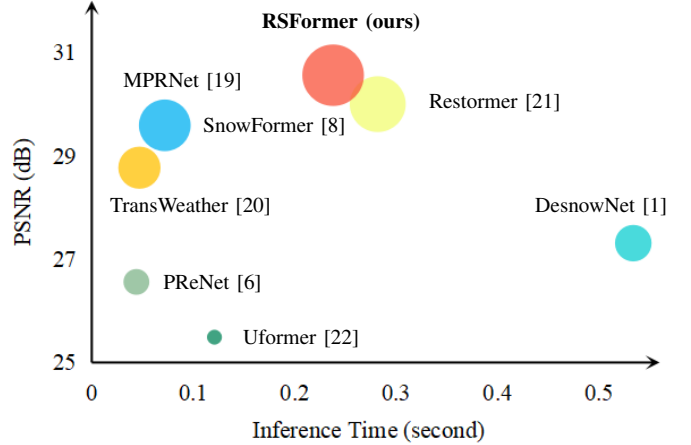 RSFormer (ours)
31
MPRNet [19]
Restormer [21]
SnowFormer [8]
29
PSNR (dB)
TransWeather [20]
DesnowNet [1]
27
PReNet [6]
Uformer [22]
25
0 0.1 0.2 0.3 0.4 0.5
Inference Time (second)